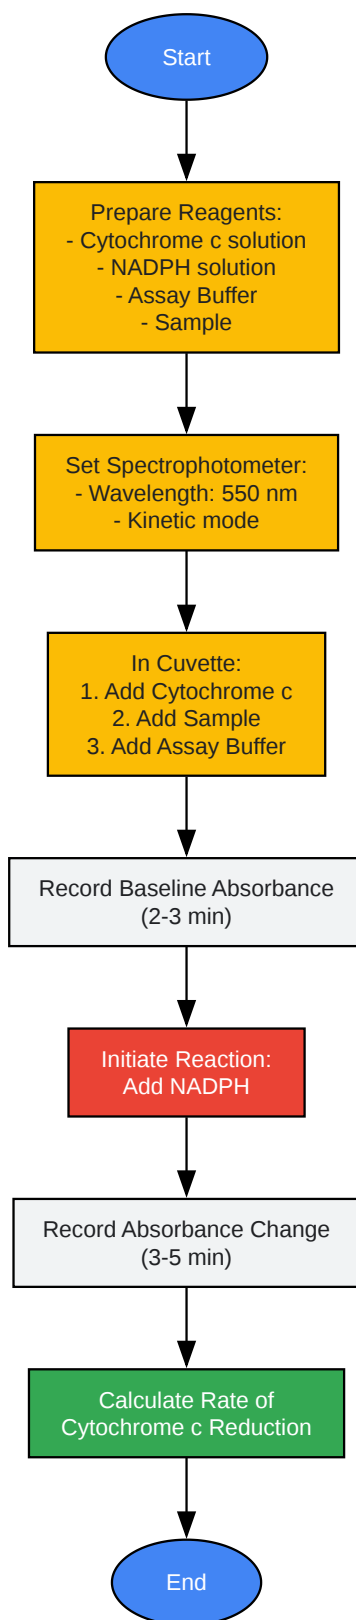 Start
Prepare Reagents:
- Cytochrome c solution
- NADPH solution
- Assay Buffer
- Sample
Set Spectrophotometer:
- Wavelength: 550 nm
- Kinetic mode
In Cuvette:
1. Add Cytochrome c
2. Add Sample
3. Add Assay Buffer
Record Baseline Absorbance
(2-3 min)
Initiate Reaction:
Add NADPH
Record Absorbance Change
(3-5 min)
Calculate Rate of
Cytochrome c Reduction
End